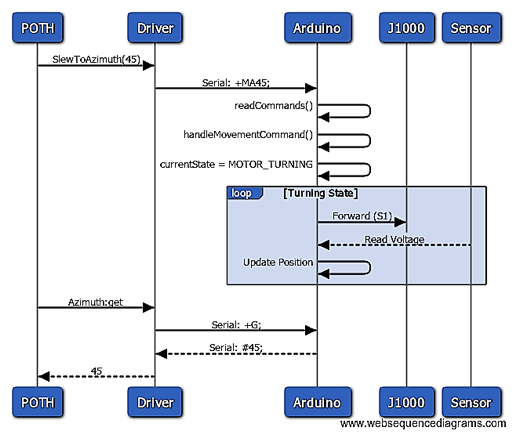 POTH Driver Arduino J1000 Sensor
SlewToAzimuth(45)
Serial: +MA45;
readCommands()
handleMovementCommand()
currentState = MOTOR_TURNING
loop [Turning State]
Forward (S1)
Read Voltage
Update Position
Azimuth:get
Serial: +G;
Serial: #45;
45
POTH Driver Arduino J1000 Sensor
www.websequencediagrams.com